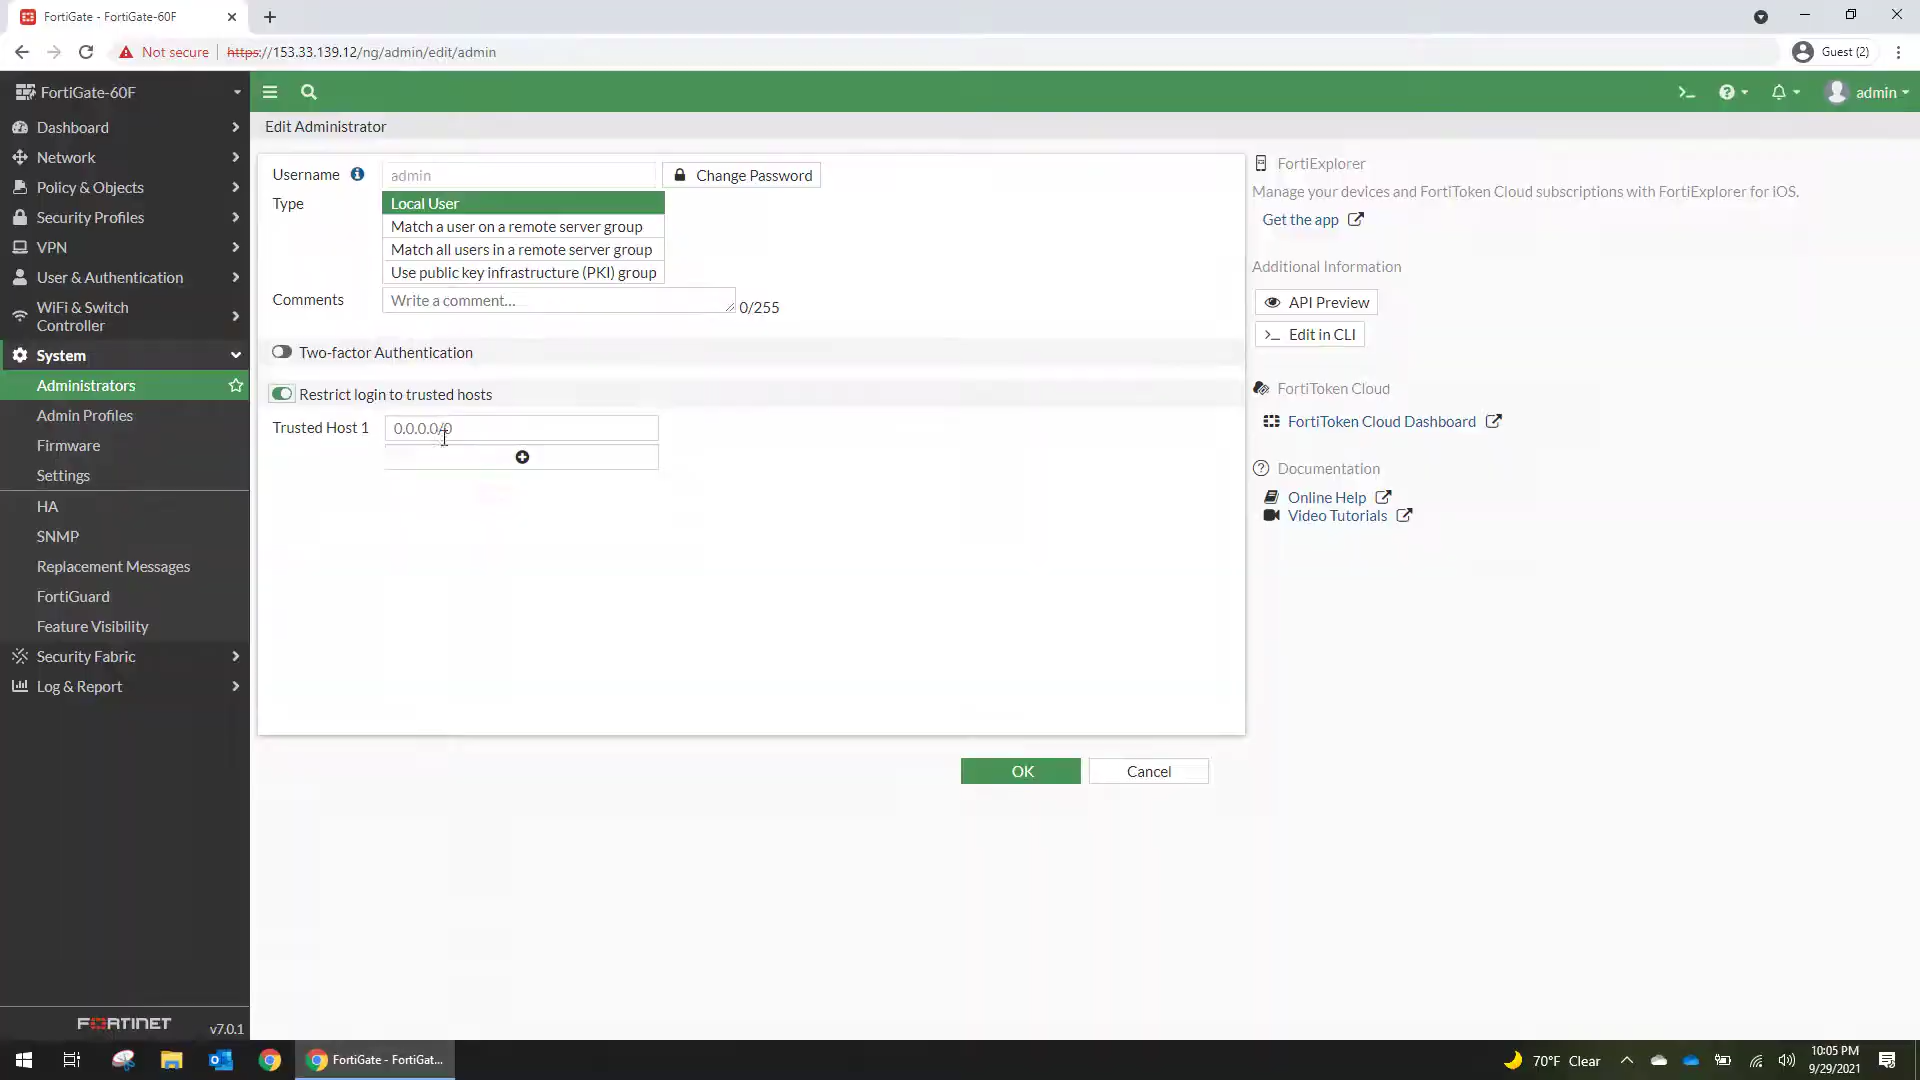 FortiGate - FortiGate-60F
Not secure
https://153.33.139.12/ng/admin/edit/admin
Guest (2)
FortiGate-60F
admin
Dashboard
Network
Policy & Objects
Security Profiles
VPN
User & Authentication
WiFi & Switch
Controller
System
Administrators
Admin Profiles
Firmware
Settings
HA
SNMP
Replacement Messages
FortiGuard
Feature Visibility
Security Fabric
Log & Report
FORTINET
v7.0.1
Edit Administrator
Username
admin
Change Password
Type
Local User
Match a user on a remote server group
Match all users in a remote server group
Use public key infrastructure (PKI) group
Comments
Write a comment...
0/255
Two-factor Authentication
Restrict login to trusted hosts
Trusted Host 1
0.0.0.0/0
OK
Cancel
FortiExplorer
Manage your devices and FortiToken Cloud subscriptions with FortiExplorer for iOS.
Get the app
Additional Information
API Preview
>_ Edit in CLI
FortiToken Cloud
FortiToken Cloud Dashboard
Documentation
Online Help
Video Tutorials
FortiGate - FortiGat...
70°F Clear
10:05 PM
9/29/2021